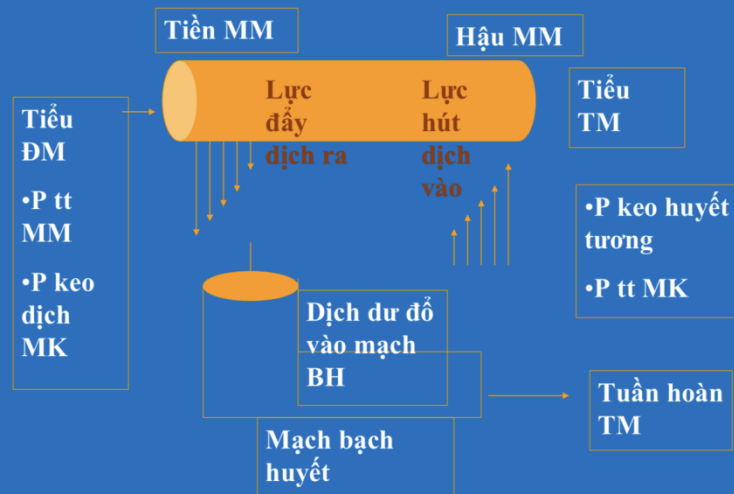 Tiền MM
Hậu MM
Lực
đẩy
dịch ra
Lực
hút
dịch
vào
Tiểu
TM
Tiểu
ĐM
•P tt
MM
•P keo
dịch
MK
•P keo huyết
tương
•P tt MK
Dịch dư đổ
vào mạch
BH
Tuần hoàn
TM
Mạch bạch
huyết